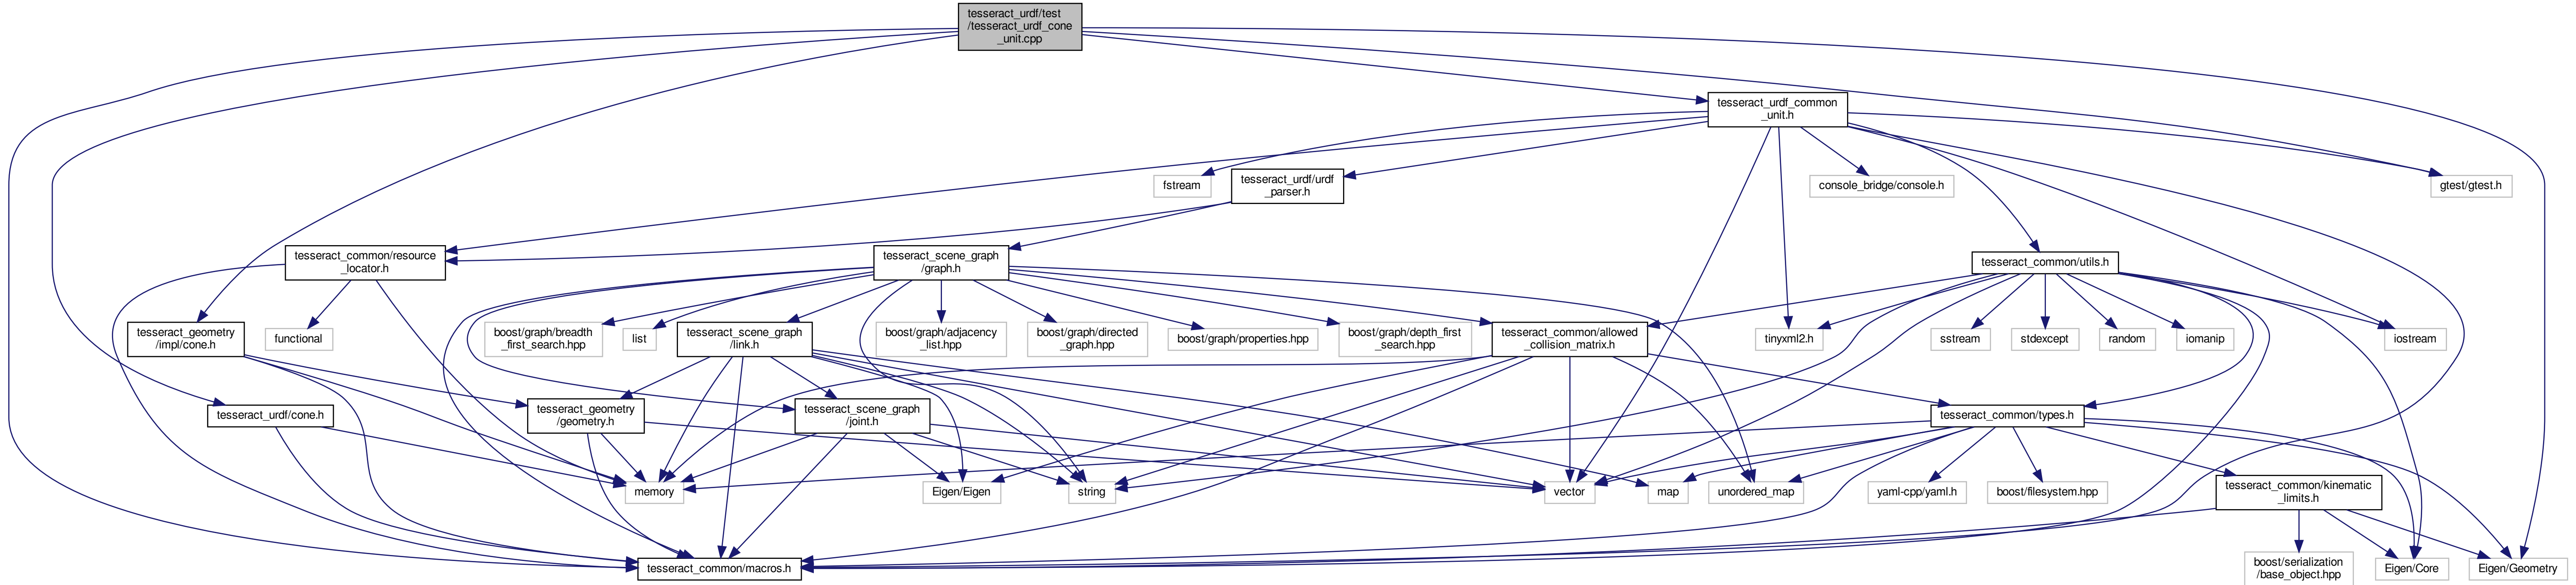 tesseract_urdf/test
/tesseract_urdf_cone
_unit.cpp
tesseract_urdf_common
_unit.h
fstream
tesseract_urdf/urdf
_parser.h
console_bridge/console.h
gtest/gtest.h
tesseract_common/resource
_locator.h
tesseract_scene_graph
/graph.h
tesseract_common/utils.h
tesseract_geometry
/impl/cone.h
functional
boost/graph/breadth
_first_search.hpp
list
tesseract_scene_graph
/link.h
boost/graph/adjacency
_list.hpp
boost/graph/directed
_graph.hpp
boost/graph/properties.hpp
boost/graph/depth_first
_search.hpp
tesseract_common/allowed
_collision_matrix.h
tinyxml2.h
sstream
stdexcept
random
iomanip
iostream
tesseract_urdf/cone.h
tesseract_geometry
/geometry.h
tesseract_scene_graph
/joint.h
tesseract_common/types.h
memory
Eigen/Eigen
string
vector
map
unordered_map
yaml-cpp/yaml.h
boost/filesystem.hpp
tesseract_common/kinematic
_limits.h
tesseract_common/macros.h
boost/serialization
/base_object.hpp
Eigen/Core
Eigen/Geometry